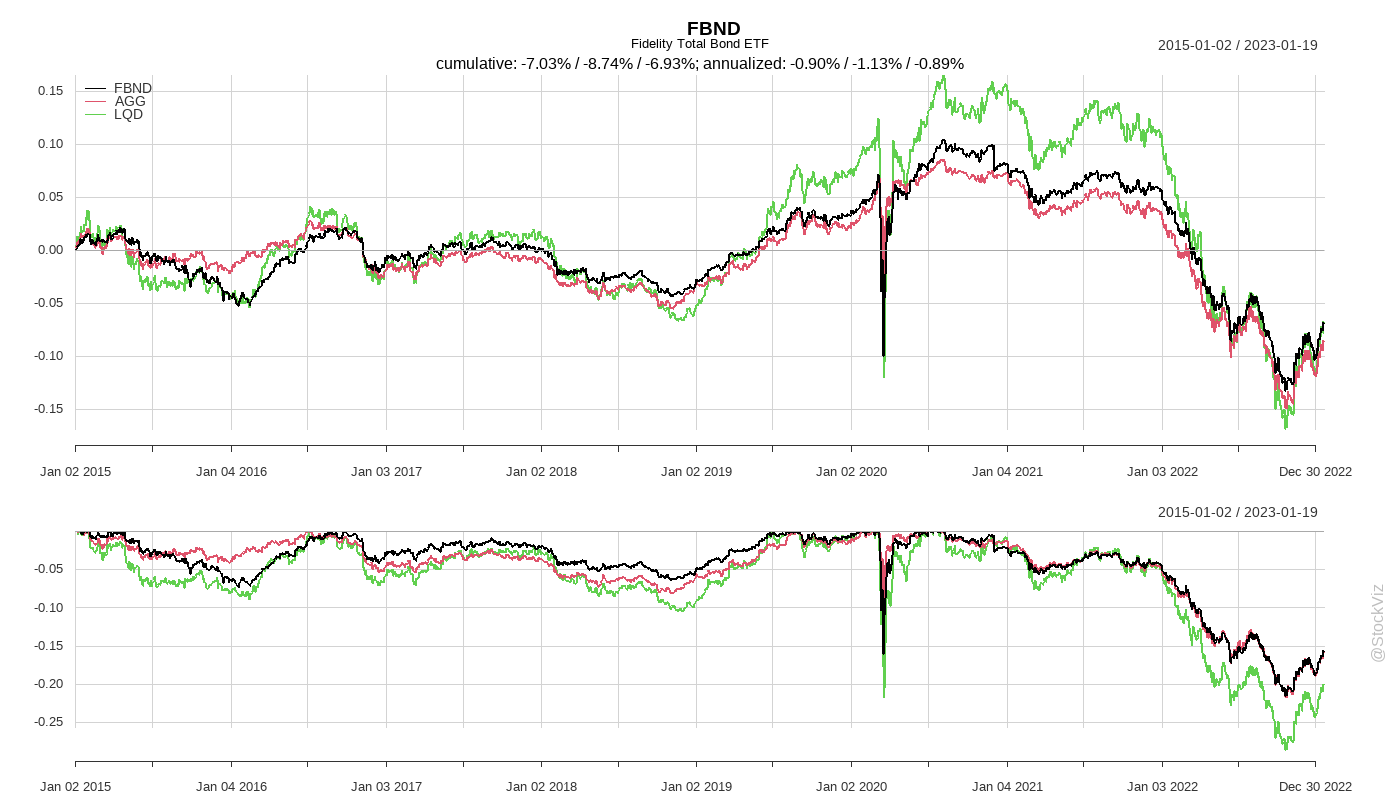 FBND
Fidelity Total Bond ETF
2015-01-02 / 2023-01-19
cumulative: -7.03% / -8.74% / -6.93%; annualized: -0.90% / -1.13% / -0.89%
FBND
AGG
LQD
0.15
0.10
0.05
0.00
-0.05
-0.10
-0.15
Jan 02 2015 Jan 04 2016 Jan 03 2017 Jan 02 2018 Jan 02 2019 Jan 02 2020 Jan 04 2021 Jan 03 2022 Dec 30 2022
2015-01-02 / 2023-01-19
-0.05
-0.10
-0.15
-0.20
-0.25
Jan 02 2015 Jan 04 2016 Jan 03 2017 Jan 02 2018 Jan 02 2019 Jan 02 2020 Jan 04 2021 Jan 03 2022 Dec 30 2022
@StockViz